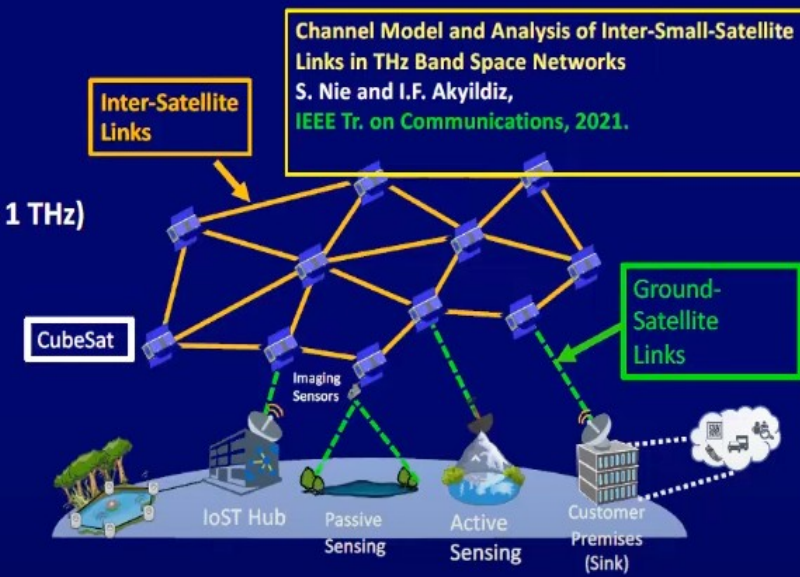 Channel Model and Analysis of Inter-Small-Satellite
Links in THz Band Space Networks
S. Nie and I.F. Akyildiz,
IEEE Tr. on Communications, 2021.
Inter-Satellite
Links
1 THz)
Ground-
Satellite
Links
CubeSat
Imaging
Sensors
IoST Hub
Passive
Sensing
Active
Sensing
Customer
Premises
(Sink)